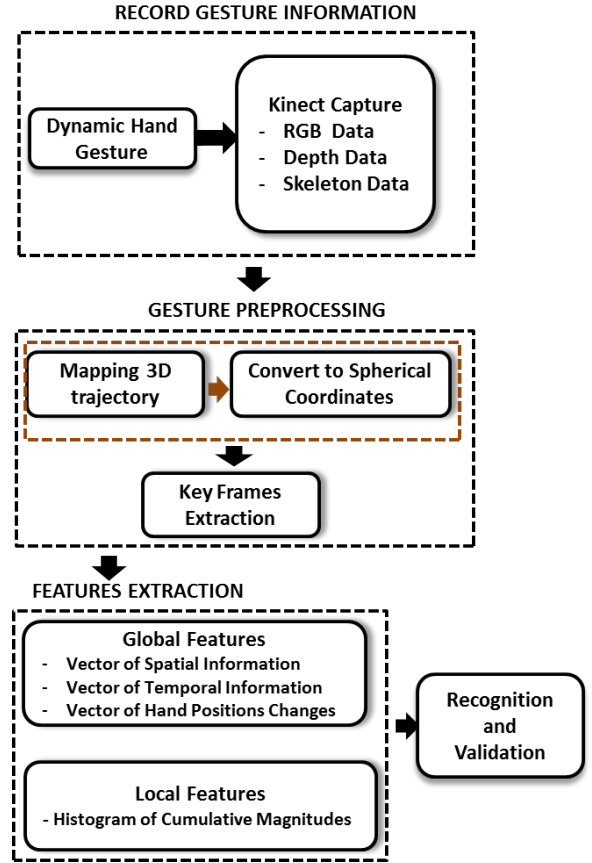 RECORD GESTURE INFORMATION
Dynamic Hand
Gesture
Kinect Capture
- RGB Data
- Depth Data
- Skeleton Data
GESTURE PREPROCESSING
Mapping 3D
trajectory
Convert to Spherical
Coordinates
Key Frames
Extraction
FEATURES EXTRACTION
Global Features
- Vector of Spatial Information
- Vector of Temporal Information
- Vector of Hand Positions Changes
Local Features
- Histogram of Cumulative Magnitudes
Recognition
and
Validation